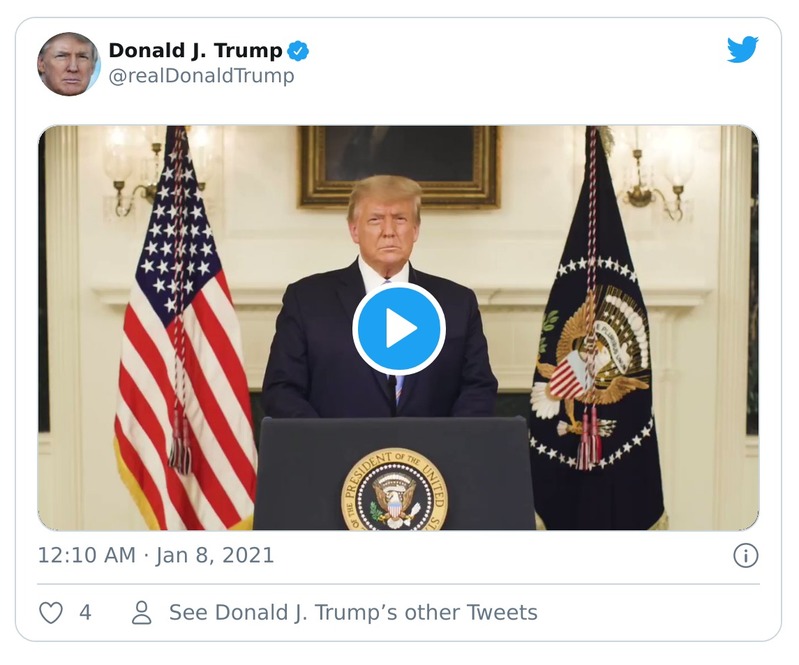 Donald J. Trump
@realDonaldTrump
PRESIDENT OF THE UNITED
12:10 AM · Jan 8, 2021
4
See Donald J. Trump’s other Tweets